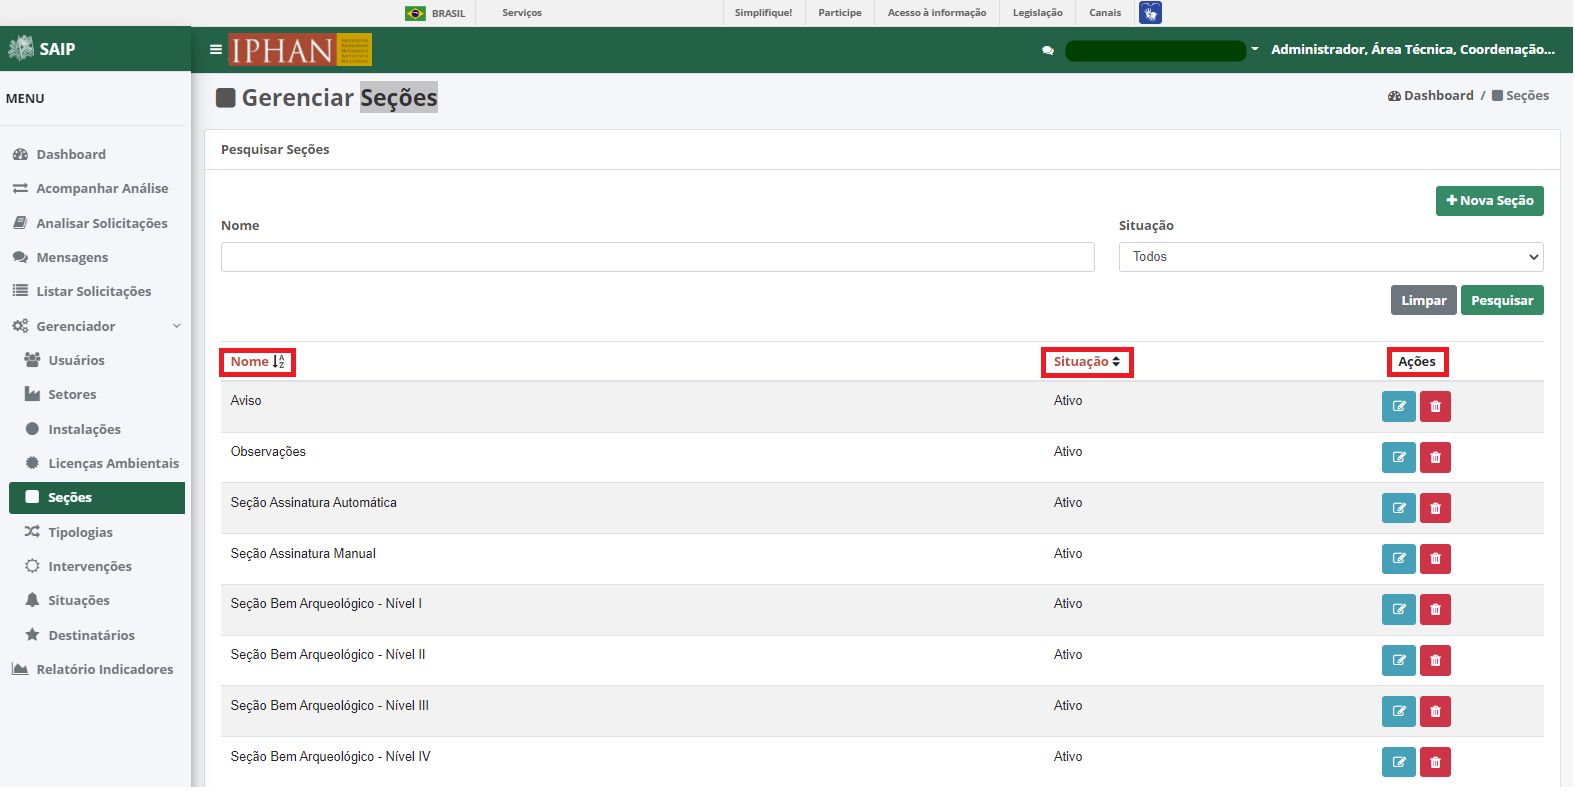 BRASIL Serviços Simplifique! Participe Acesso à informação Legislação Canais
SAIP
IPHAN
Administrador, Área Técnica, Coordenação...
MENU
Dashboard
Acompanhar Análise
Analisar Solicitações
Mensagens
Listar Solicitações
Gerenciador
Usuários
Setores
Instalações
Licenças Ambientais
Seções
Tipologias
Intervenções
Situações
Destinatários
Relatório Indicadores
Gerenciar Seções
Dashboard / Seções
Pesquisar Seções
Nova Seção
Nome Situação
Todos
Limpar Pesquisar
Nome Situação Ações
Aviso Ativo
Observações Ativo
Seção Assinatura Automática Ativo
Seção Assinatura Manual Ativo
Seção Bem Arqueológico - Nível I Ativo
Seção Bem Arqueológico - Nível II Ativo
Seção Bem Arqueológico - Nível III Ativo
Seção Bem Arqueológico - Nível IV Ativo